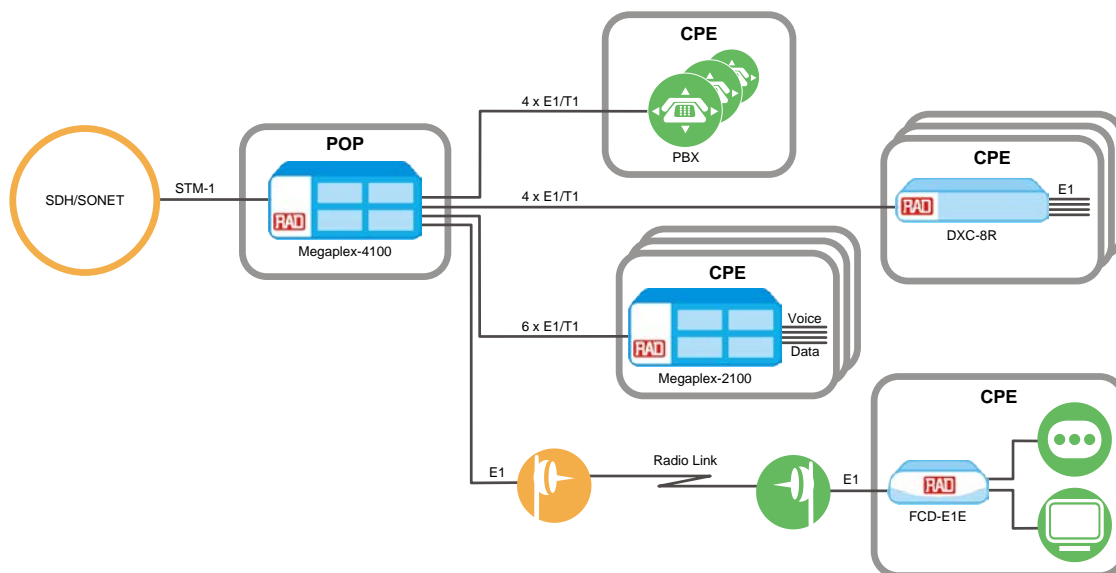 CPE
PBX
4 x E1/T1
POP
RAD
Megaplex-4100
SDH/SONET
STM-1
4 x E1/T1
CPE
RAD
E1
DXC-8R
CPE
RAD
Voice
Data
Megaplex-2100
6 x E1/T1
E1
Radio Link
E1
CPE
RAD
FCD-E1E